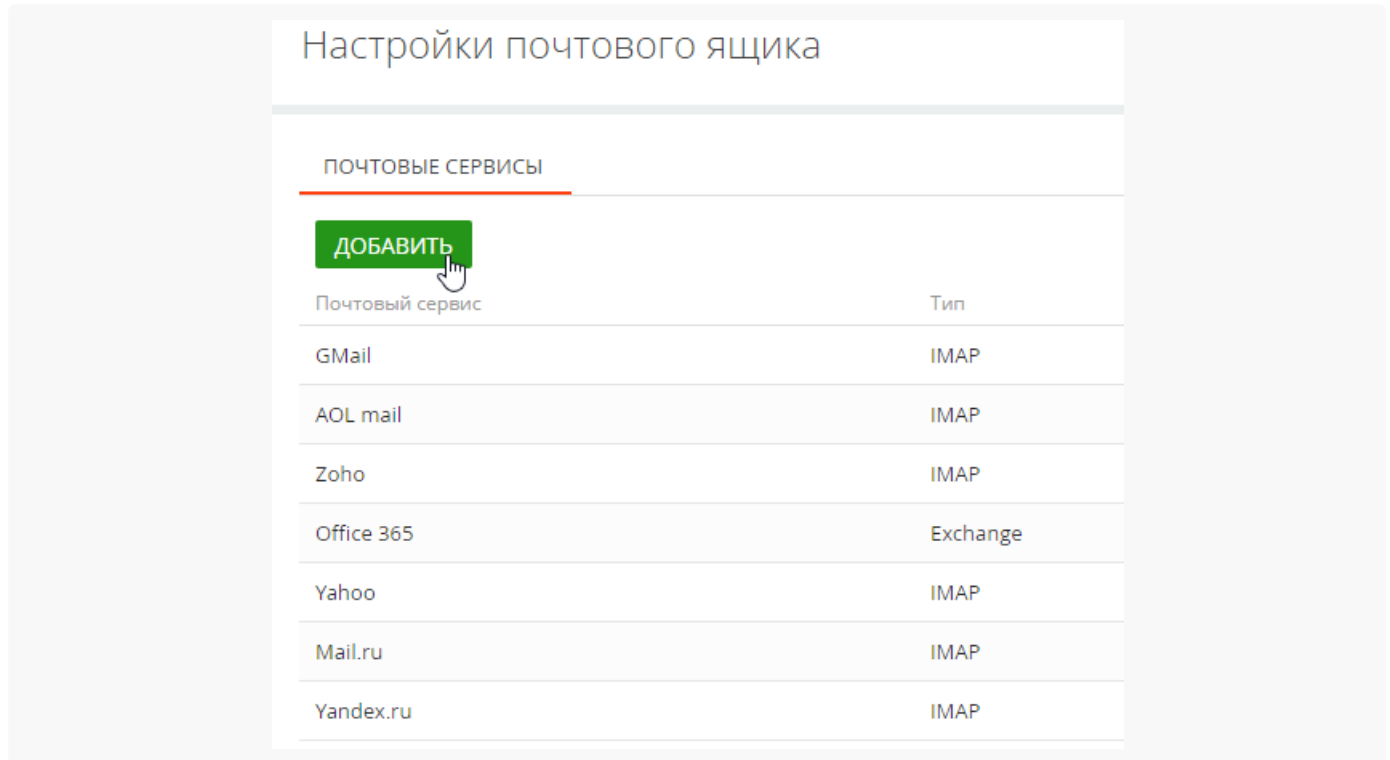 Настройки почтового ящика
ПОЧТОВЫЕ СЕРВИСЫ
ДОБАВИТЬ
Почтовый сервис Тип
GMail IMAP
AOL mail IMAP
Zoho IMAP
Office 365 Exchange
Yahoo IMAP
Mail.ru IMAP
Yandex.ru IMAP